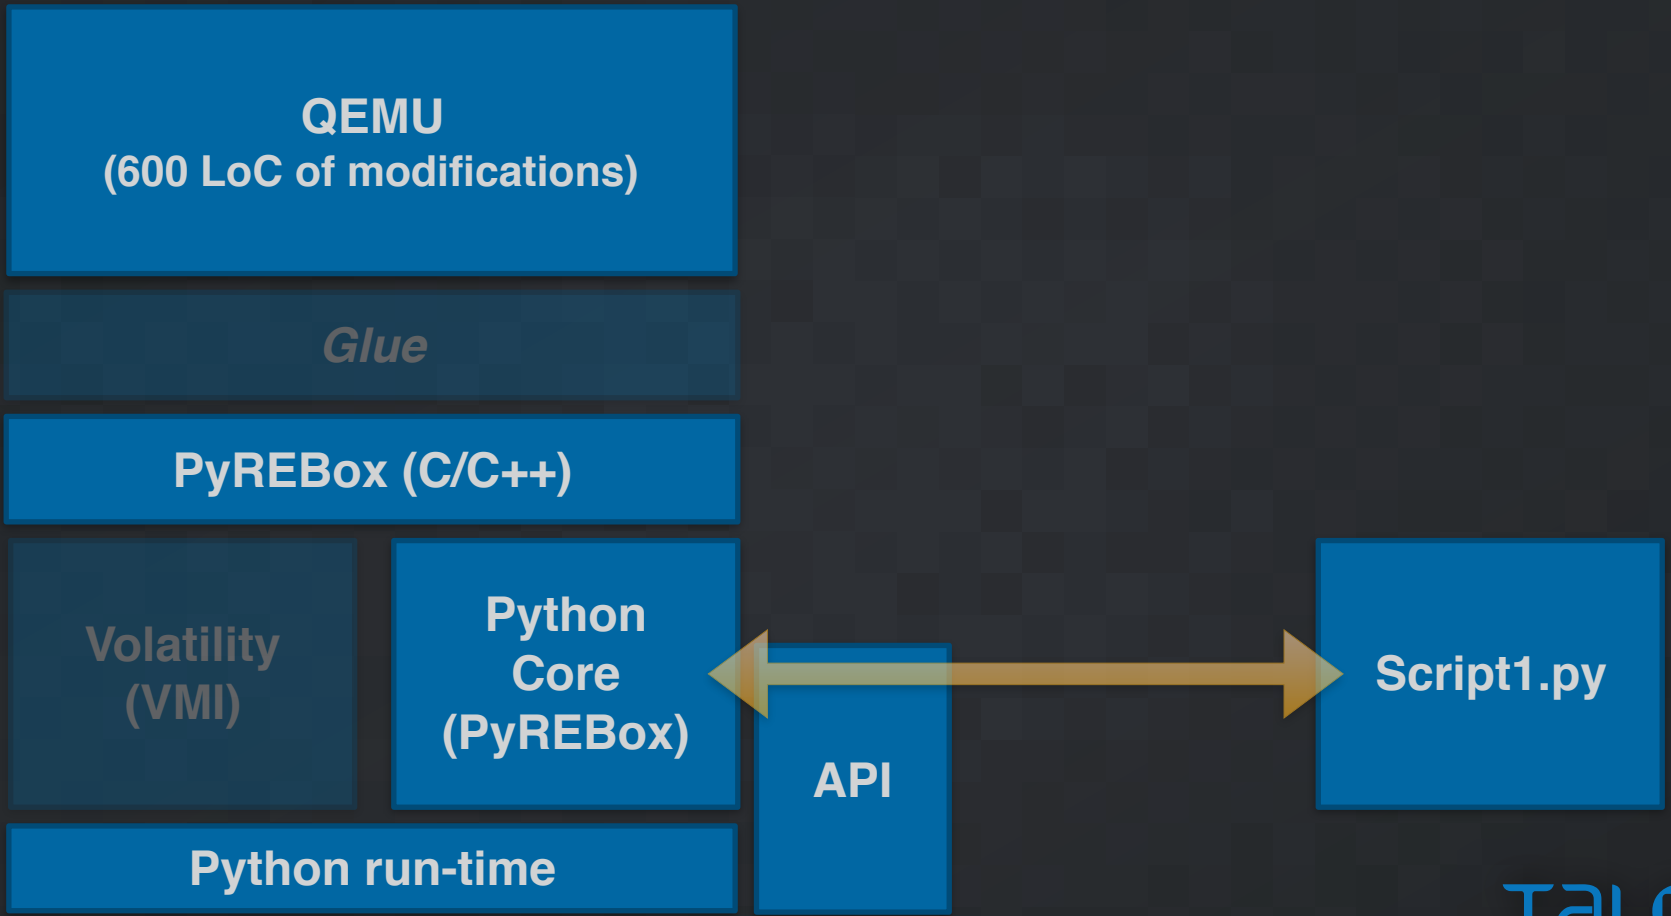 QEMU
(600 LoC of modifications)
Glue
PyREBox (C/C++)
Volatility
(VMI)
Python
Core
(PyREBox)
API
Script1.py
Python run-time